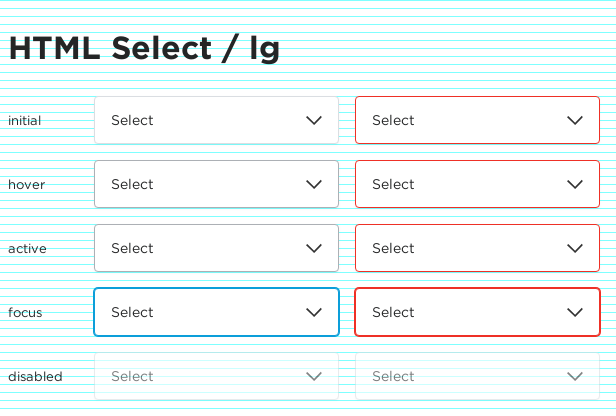 HTML Select / lg
initial Select Select
hover Select Select
active Select Select
focus Select Select
disabled Select Select